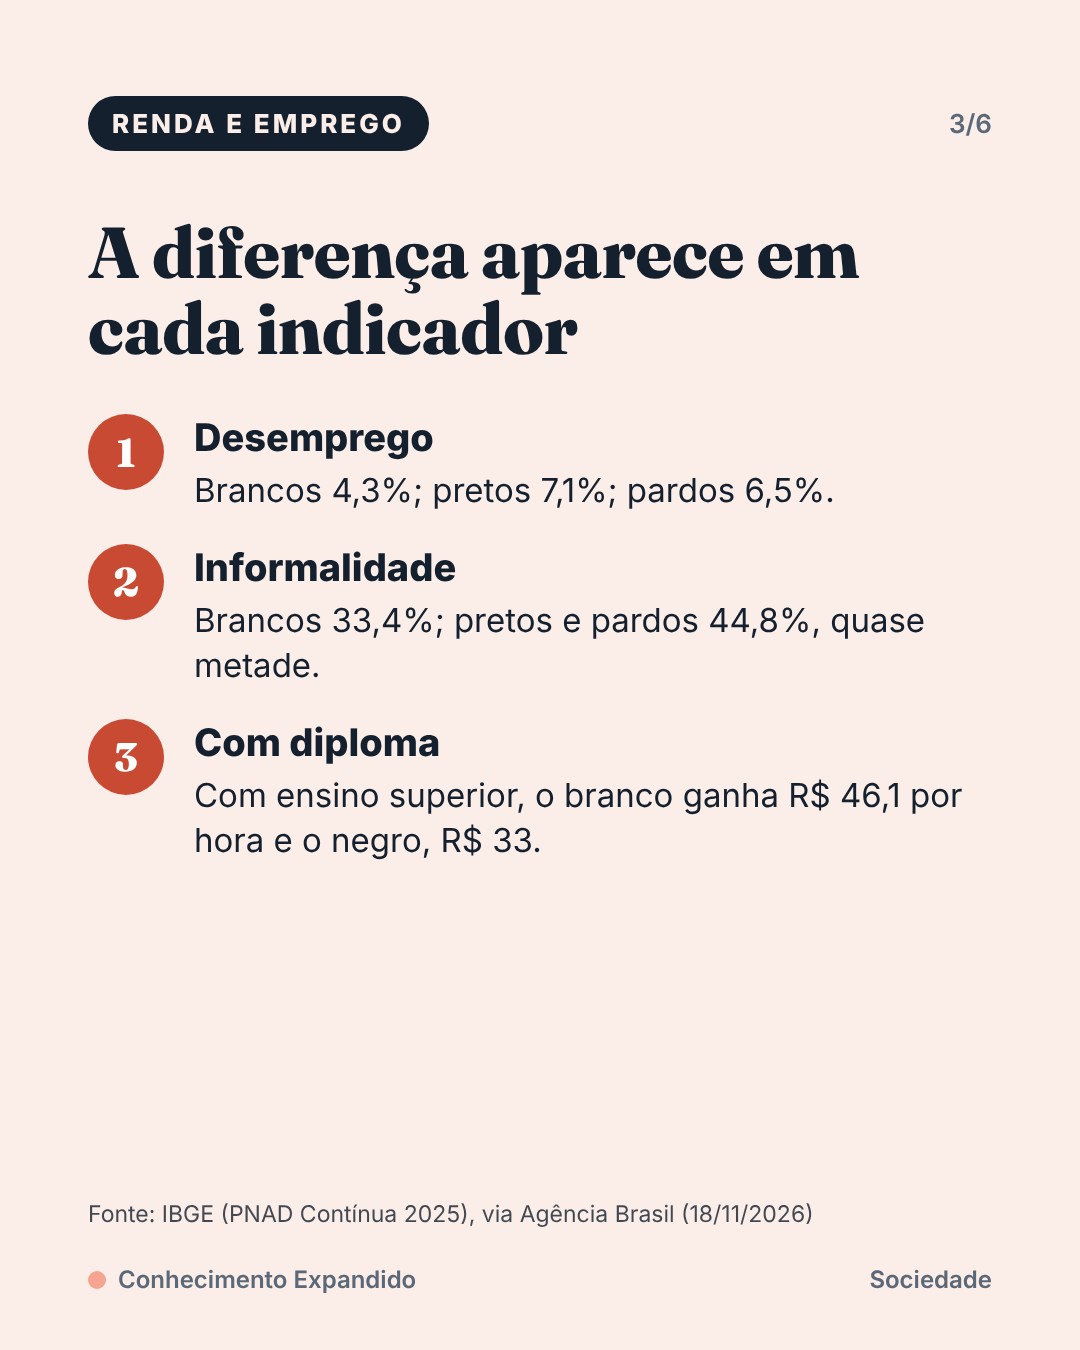 RENDA E EMPREGO
3/6
A diferença aparece em
cada indicador
1
Desemprego
Brancos 4,3%; pretos 7,1%; pardos 6,5%.
2
Informalidade
Brancos 33,4%; pretos e pardos 44,8%, quase
metade.
3
Com diploma
Com ensino superior, o branco ganha R$ 46,1 por
hora e o negro, R$ 33.
Fonte: IBGE (PNAD Contínua 2025), via Agência Brasil (18/11/2026)
Conhecimento Expandido
Sociedade